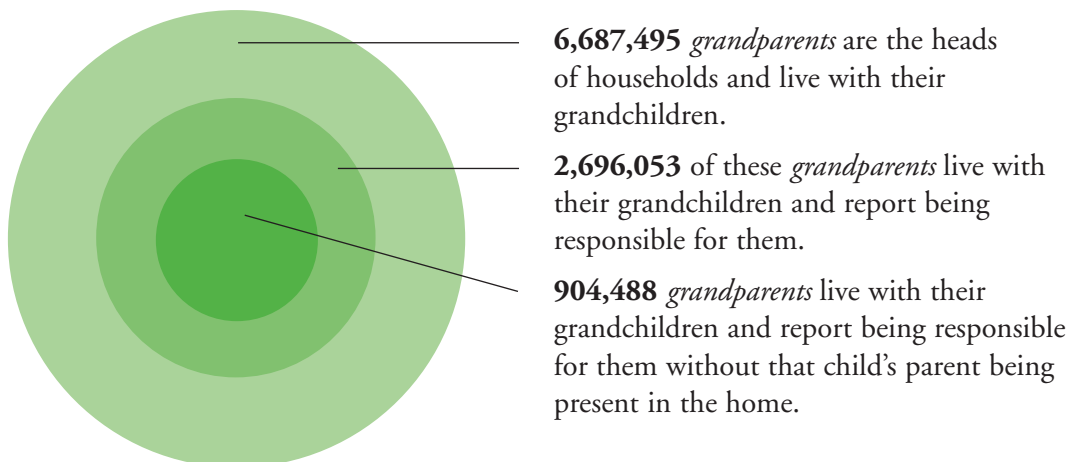 6,687,495 grandparents are the heads
of households and live with their
grandchildren.
2,696,053 of these grandparents live with
their grandchildren and report being
responsible for them.
904,488 grandparents live with their
grandchildren and report being responsible
for them without that child’s parent being
present in the home.